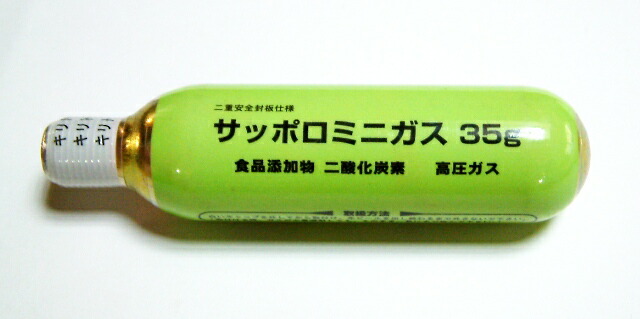 二重安全封板仕様
サッポロミニガス 35g
食品添加物 二酸化炭素 高圧ガス
取扱方法
キリ
キリ
キリ